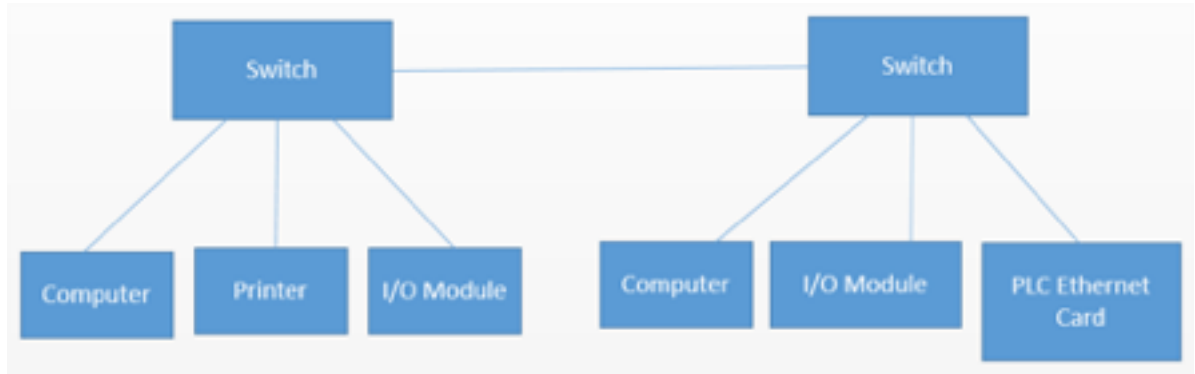 Switch
Switch
Computer
Printer
I/O Module
Computer
I/O Module
PLC Ethernet
Card